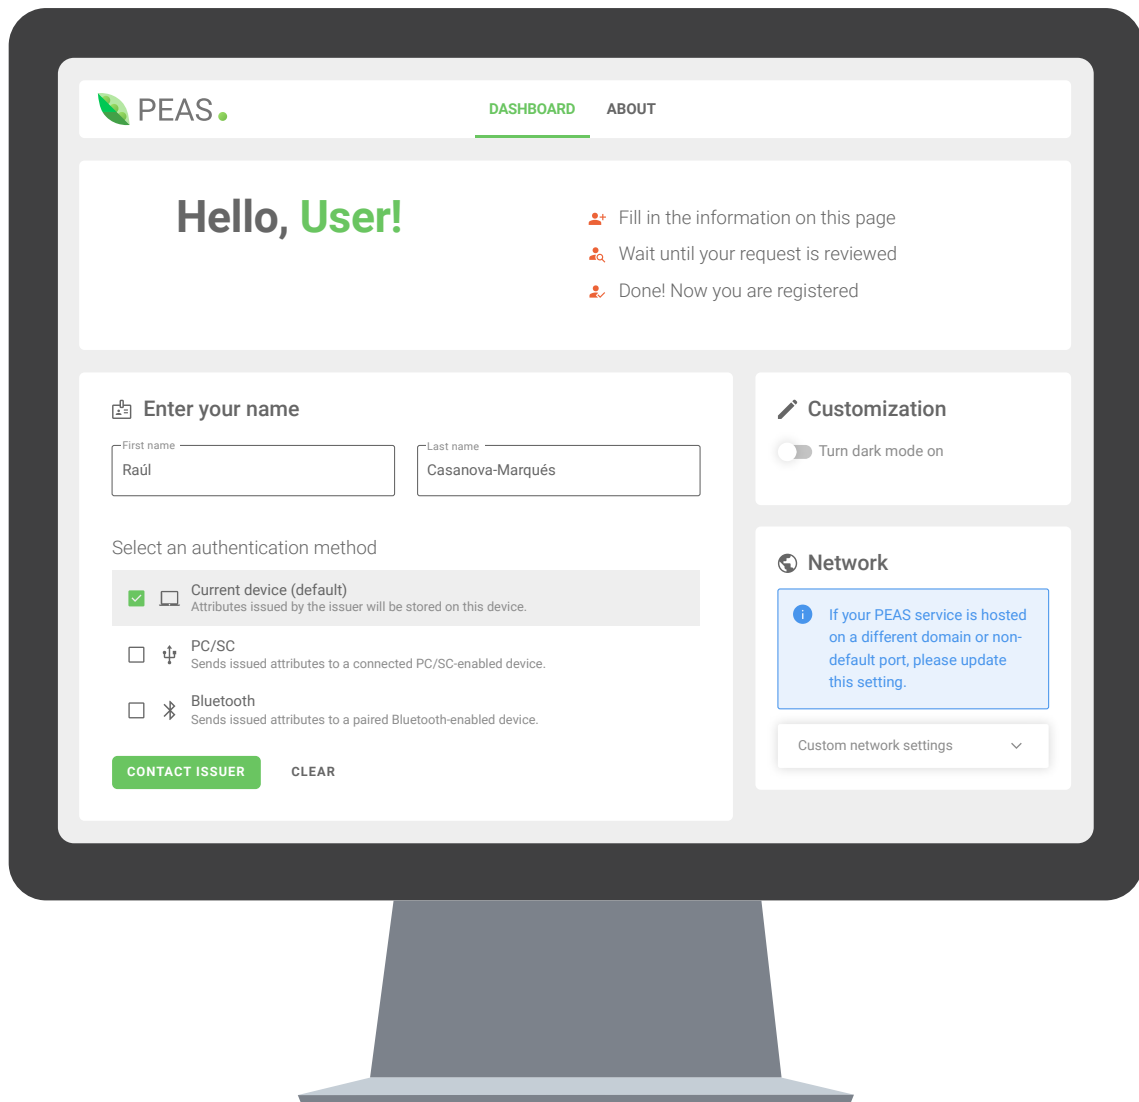 PEAS
DASHBOARD ABOUT
Hello, User!
Fill in the information on this page
Wait until your request is reviewed
Done! Now you are registered
Enter your name
First name
Raúl
Last name
Casanova-Marqués
Select an authentication method
Current device (default)
Attributes issued by the issuer will be stored on this device.
PC/SC
Sends issued attributes to a connected PC/SC-enabled device.
Bluetooth
Sends issued attributes to a paired Bluetooth-enabled device.
CONTACT ISSUER CLEAR
Customization
Turn dark mode on
Network
If your PEAS service is hosted
on a different domain or non-
default port, please update
this setting.
Custom network settings